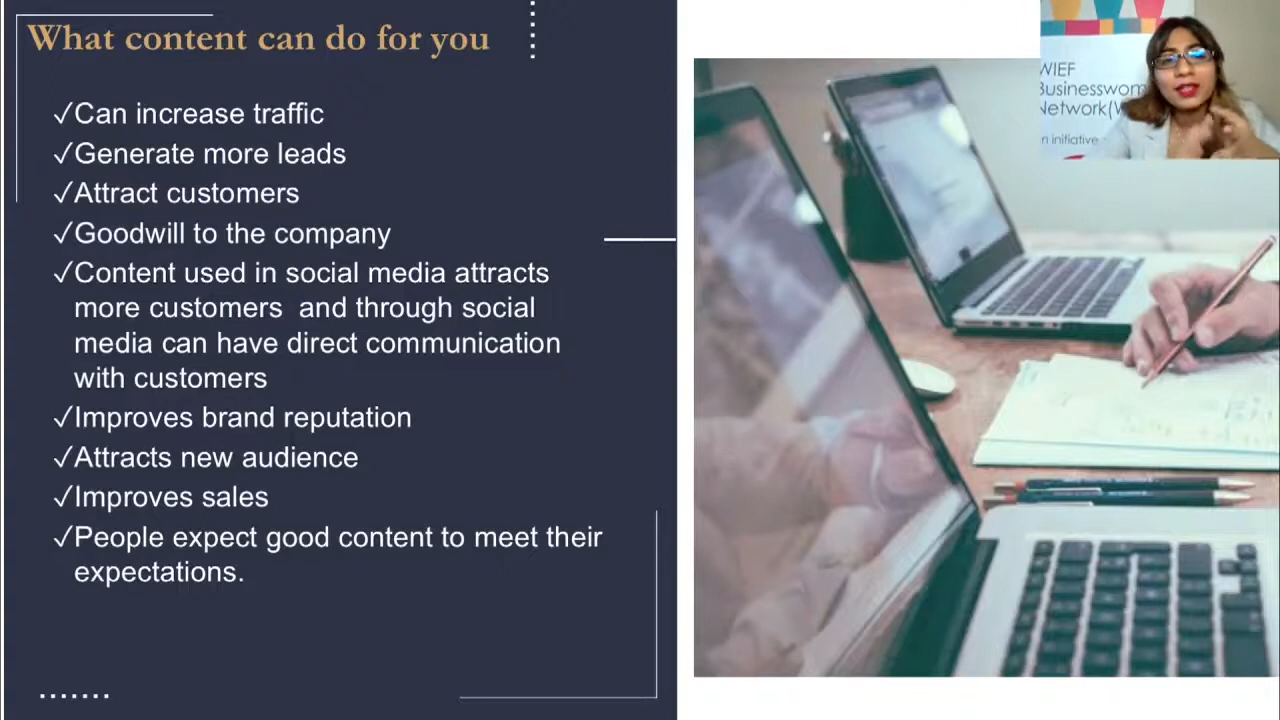 What content can do for you
✓Can increase traffic
✓Generate more leads
✓Attract customers
✓Goodwill to the company
✓Content used in social media attracts
more customers  and through social
media can have direct communication
with customers
✓Improves brand reputation
✓Attracts new audience
✓Improves sales
✓People expect good content to meet their
expectations.
WIEF
Businesswom
Network(W
n initiative